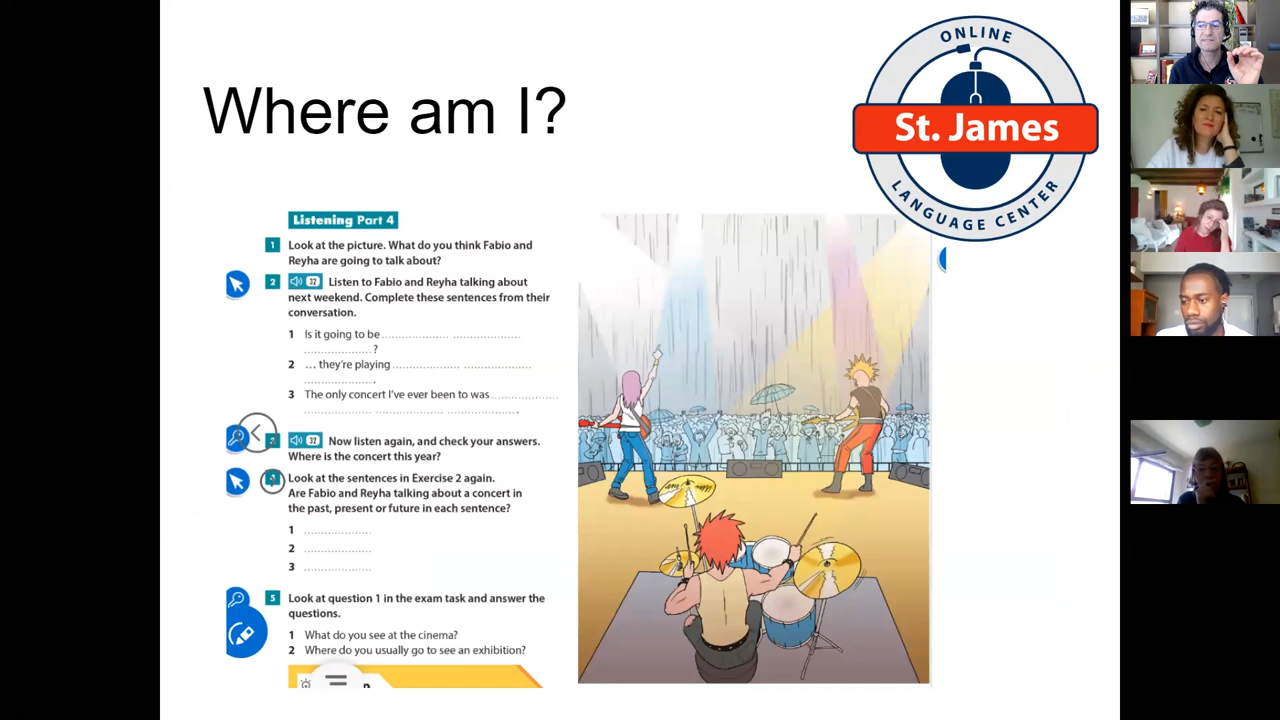 Where am I?
ONLINE
St. James
LANGUAGE CENTER
Listening Part 4
1 Look at the picture. What do you think Fabio and
Reyha are going to talk about?
2 32 Listen to Fabio and Reyha talking about
next weekend. Complete these sentences from their
conversation.
1 Is it going to be .................... ....................
.................... ?
2 ... they're playing .................... ....................
.................... .
3 The only concert I've ever been to was ....................
.................... .................... .................... .
3 32 Now listen again, and check your answers.
Where is the concert this year?
4 Look at the sentences in Exercise 2 again.
Are Fabio and Reyha talking about a concert in
the past, present or future in each sentence?
1 ....................
2 ....................
3 ....................
5 Look at question 1 in the exam task and answer the
questions.
1 What do you see at the cinema?
2 Where do you usually go to see an exhibition?